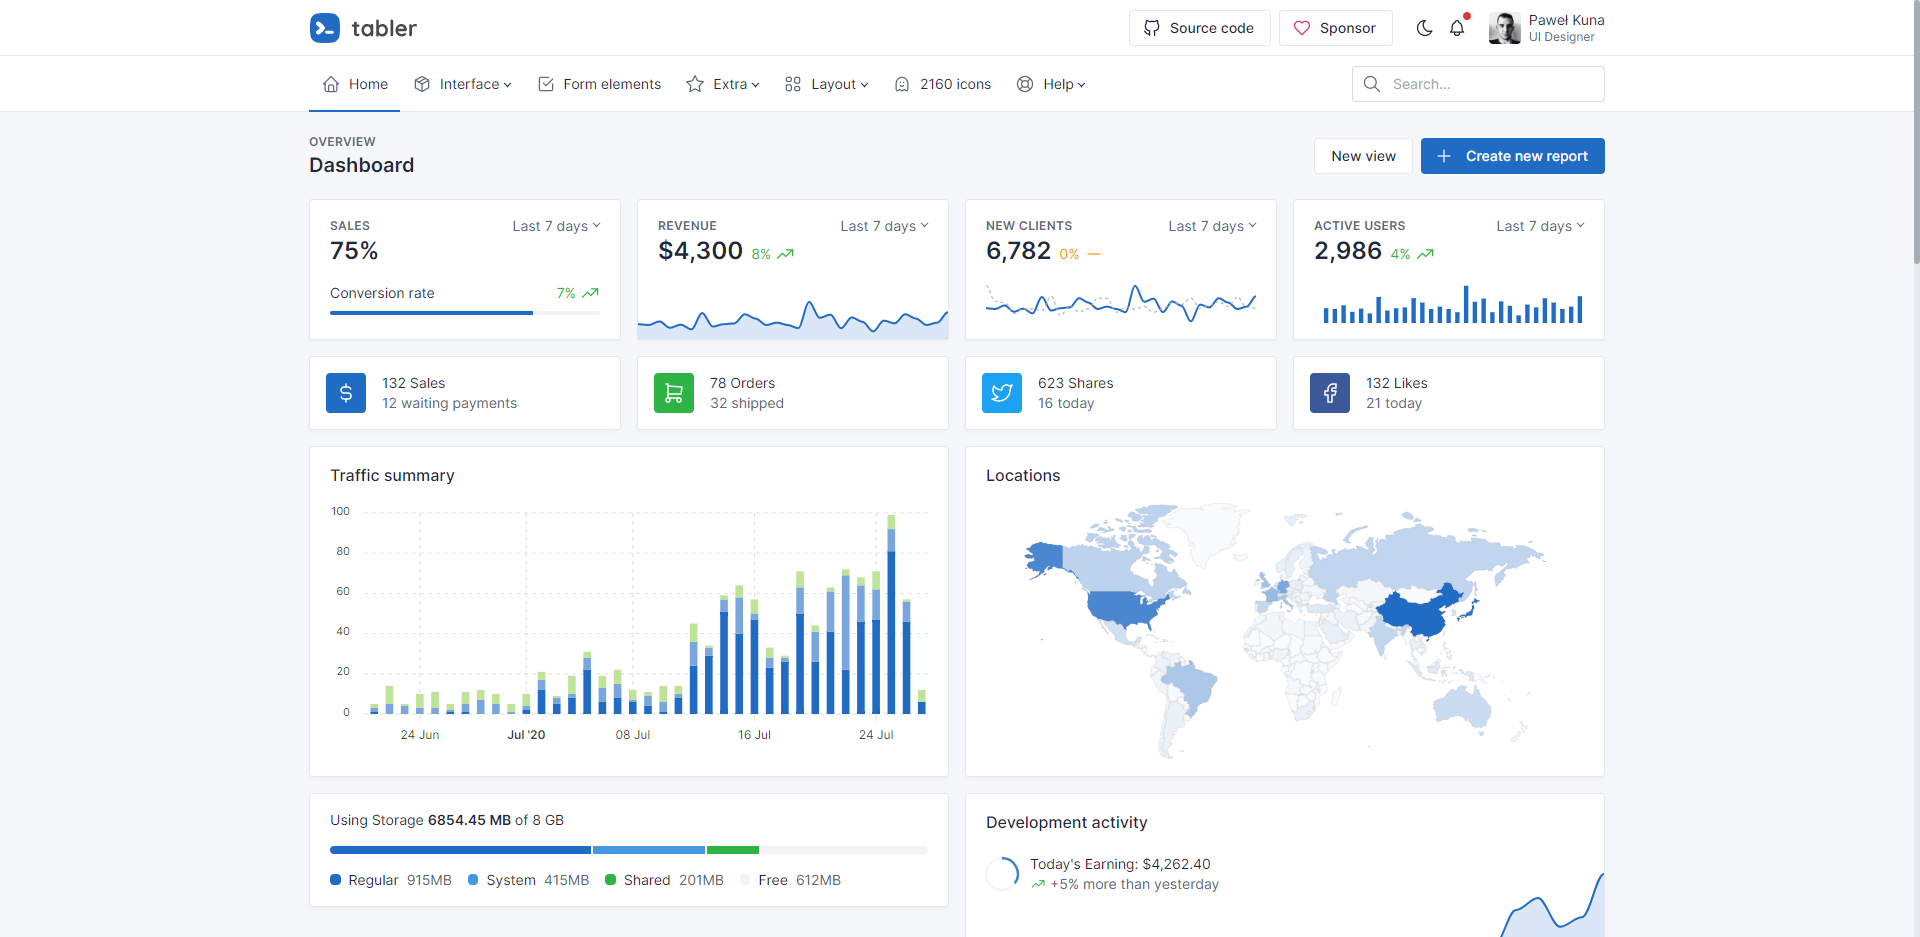 tabler
Source code
Sponsor
Paweł Kuna
UI Designer
Home
Interface
Form elements
Extra
Layout
2160 icons
Help
Search...
OVERVIEW
Dashboard
New view
Create new report
SALES
Last 7 days
75%
Conversion rate
7%
REVENUE
Last 7 days
$4,300 8%
NEW CLIENTS
Last 7 days
6,782 0%
ACTIVE USERS
Last 7 days
2,986 4%
132 Sales
12 waiting payments
78 Orders
32 shipped
623 Shares
16 today
132 Likes
21 today
Traffic summary
100
80
60
40
20
0
24 Jun
Jul '20
08 Jul
16 Jul
24 Jul
Locations
Using Storage 6854.45 MB of 8 GB
Regular 915MB
System 415MB
Shared 201MB
Free 612MB
Development activity
Today's Earning: $4,262.40
+5% more than yesterday